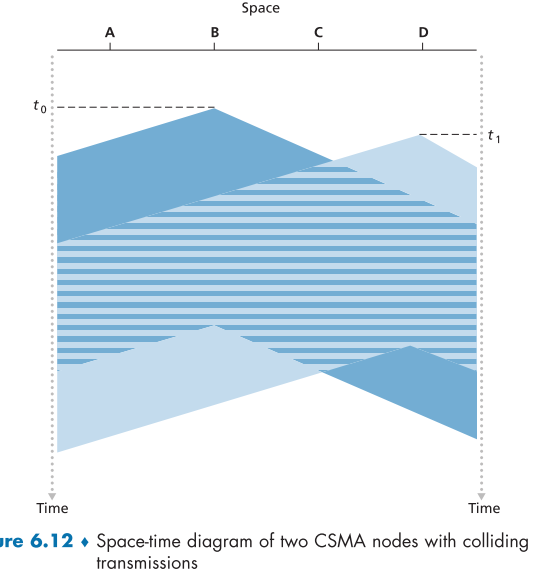 Space
A B C D
t0
t1
Time Time
ure 6.12 ♦ Space-time diagram of two CSMA nodes with colliding
transmissions